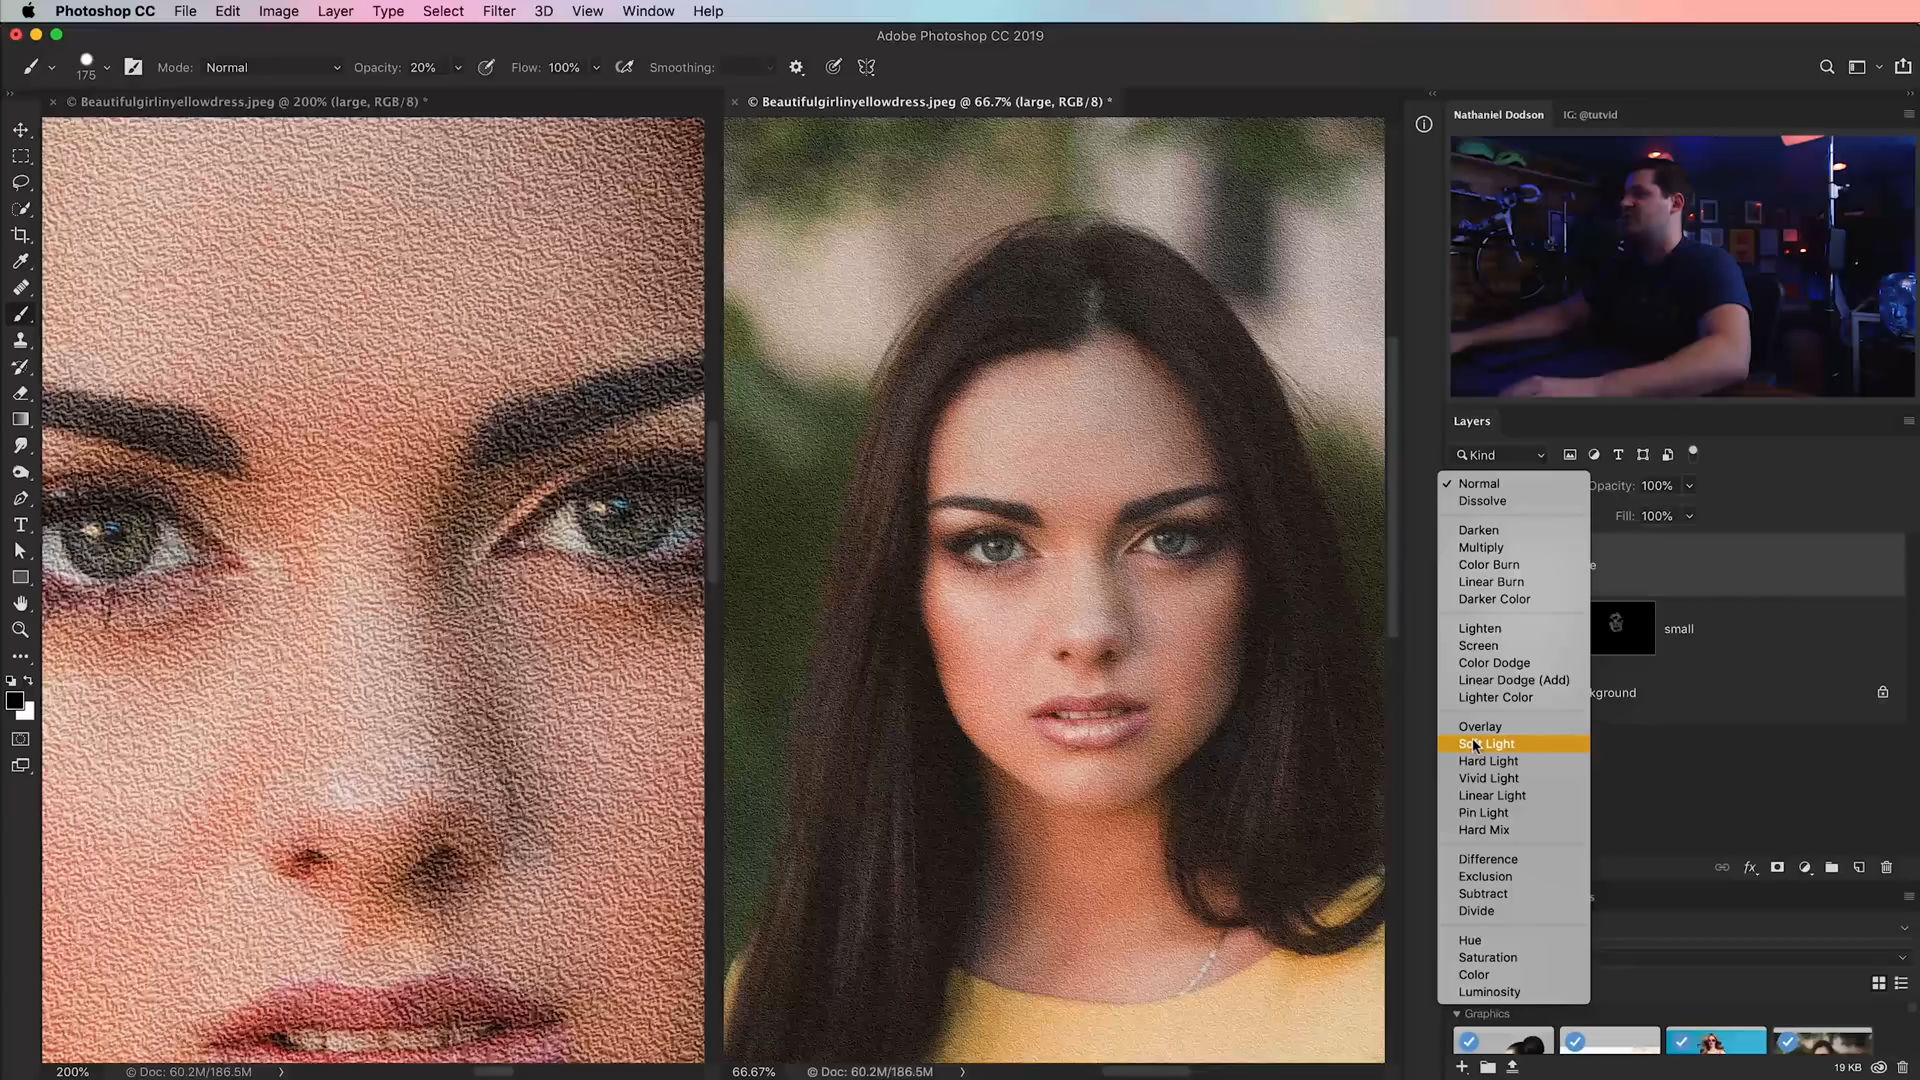 Photoshop CC File Edit Image Layer Type Select Filter 3D View Window Help
Adobe Photoshop CC 2019
175 Mode: Normal Opacity: 20% Flow: 100% Smoothing:
© Beautifulgirlinyellowdress.jpeg @ 200% (large, RGB/8) *
© Beautifulgirlinyellowdress.jpeg @ 66.7% (large, RGB/8) *
Nathaniel Dodson IG: @tutvid
Layers
Kind
Opacity: 100%
Fill: 100%
Normal
Dissolve
Darken
Multiply
Color Burn
Linear Burn
Darker Color
Lighten
Screen
Color Dodge
Linear Dodge (Add)
Lighter Color
Overlay
Soft Light
Hard Light
Vivid Light
Linear Light
Pin Light
Hard Mix
Difference
Exclusion
Subtract
Divide
Hue
Saturation
Color
Luminosity
e
small
kground
s
Graphics
19 KB
200% © Doc: 60.2M/186.5M
66.67% © Doc: 60.2M/186.5M